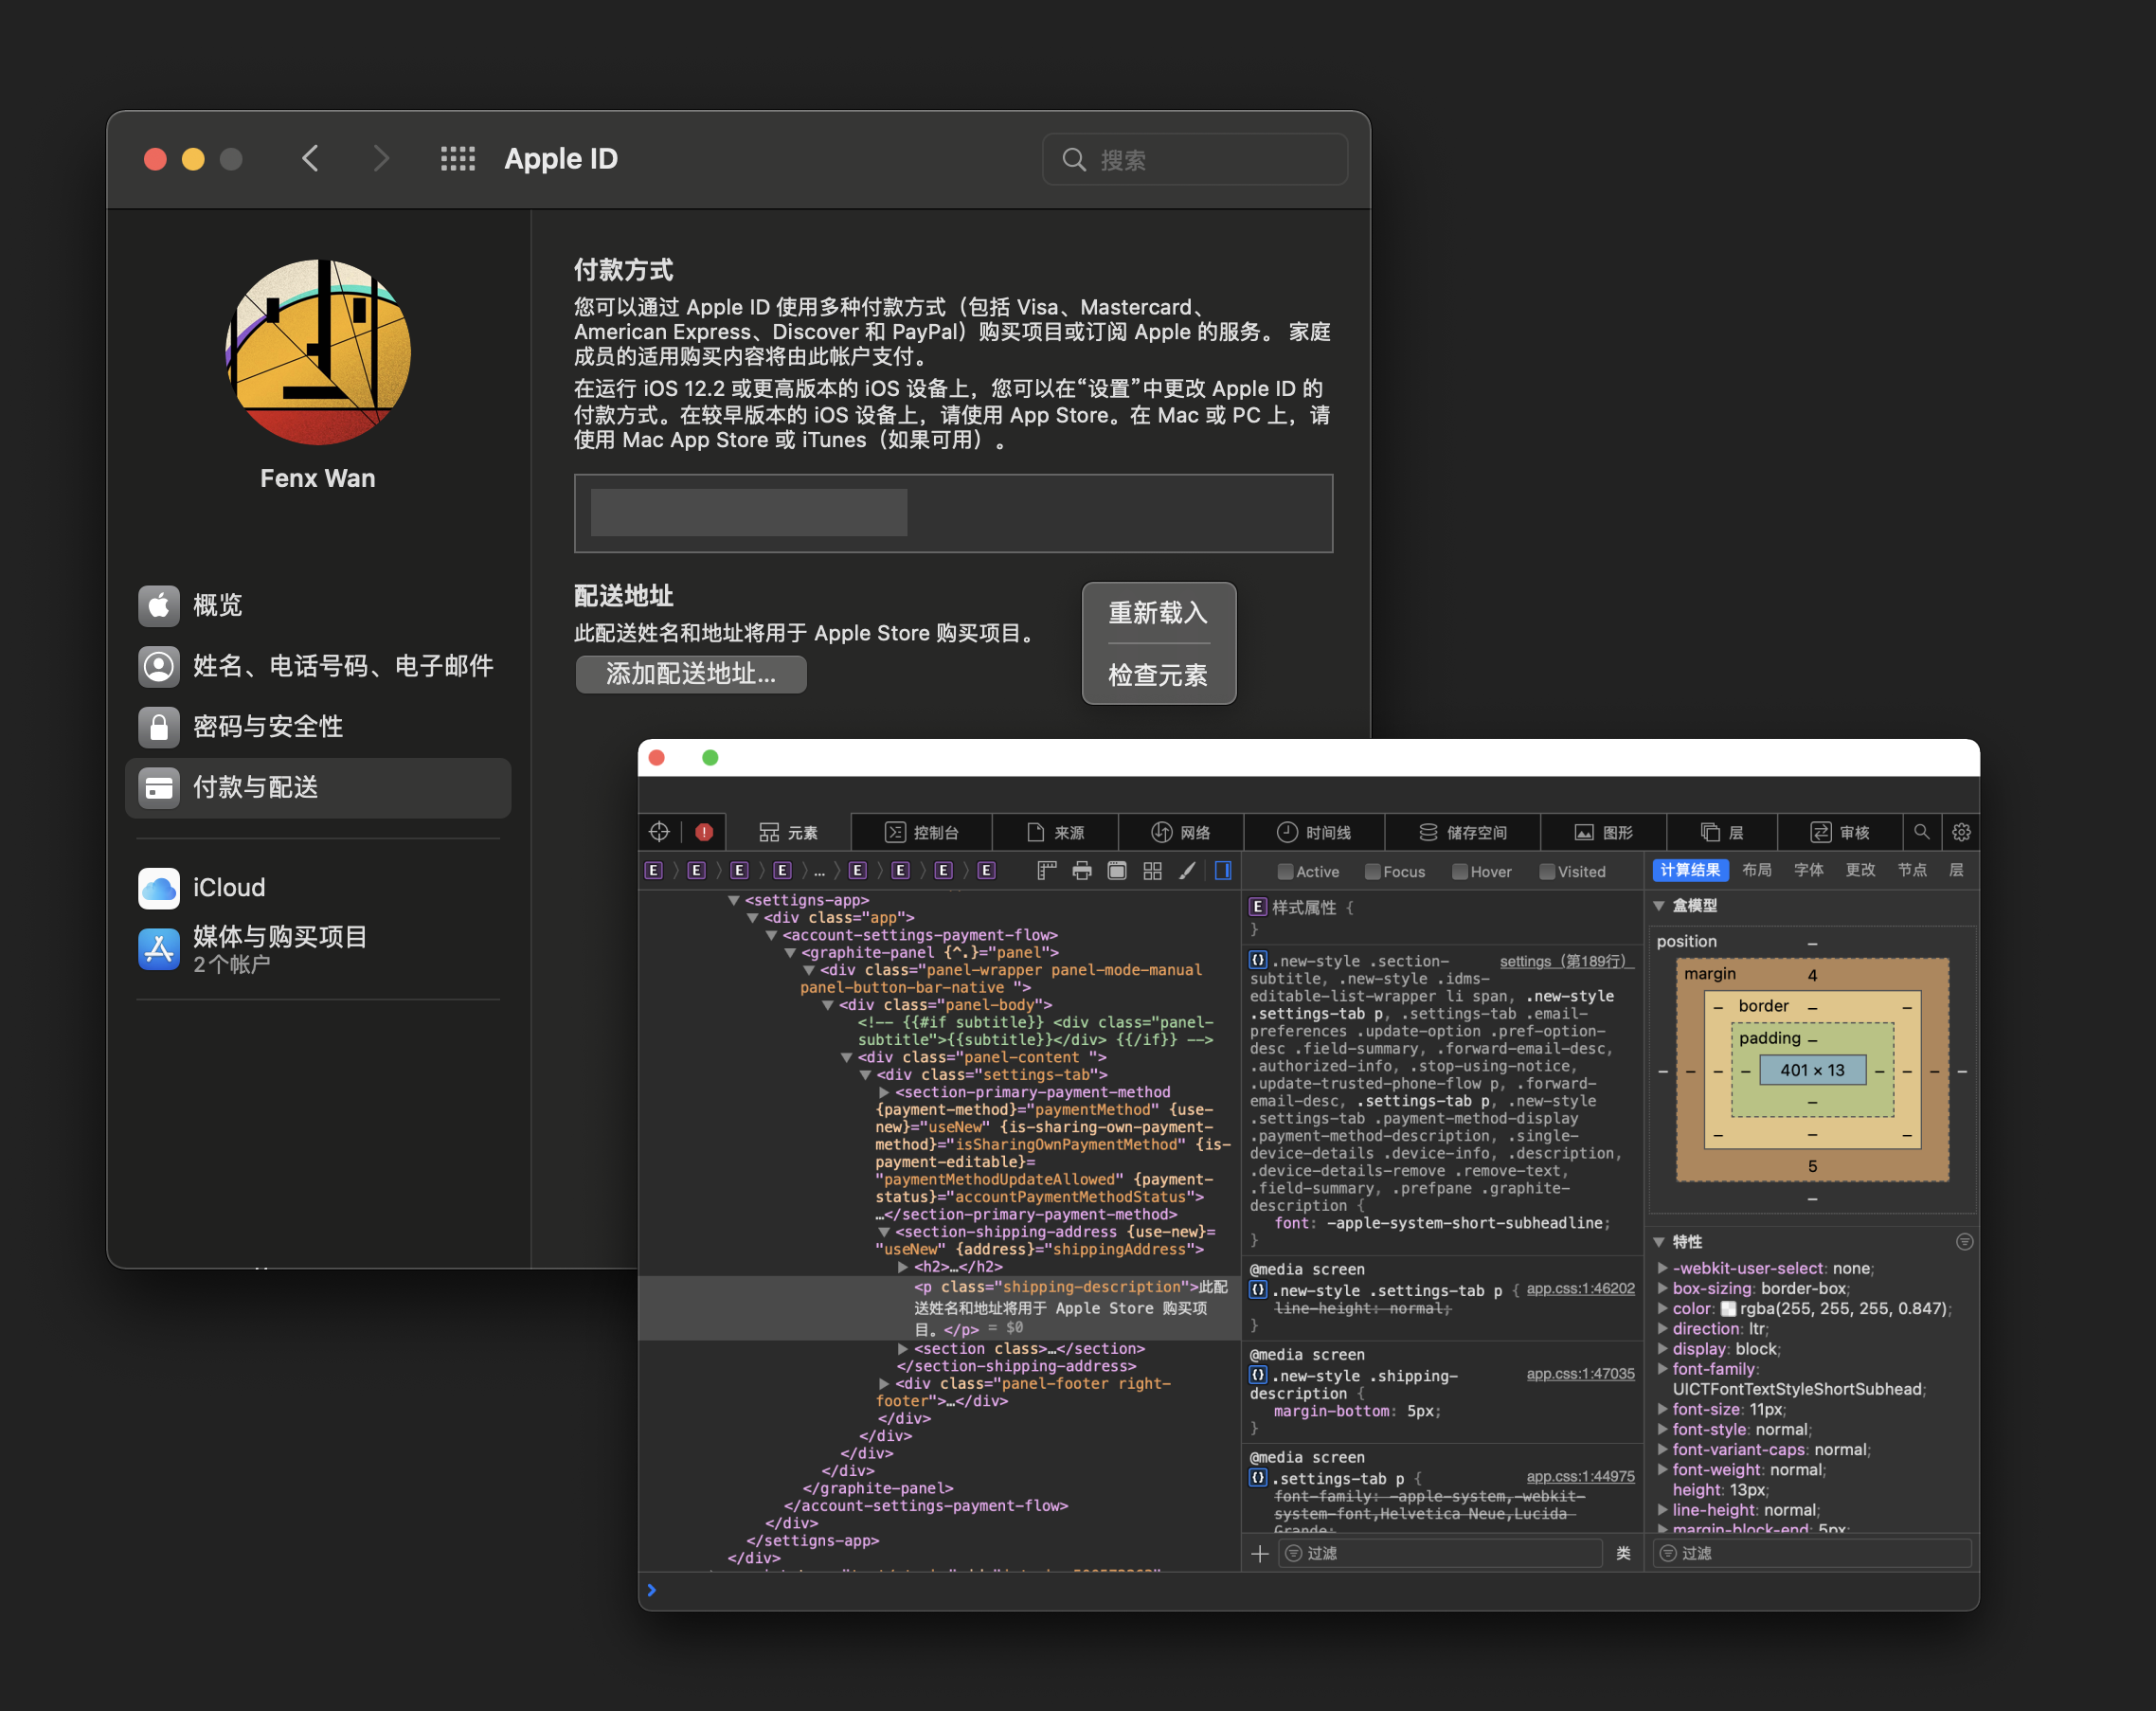 Apple ID
搜索
Fenx Wan
概览
姓名、电话号码、电子邮件
密码与安全性
付款与配送
iCloud
媒体与购买项目
2个帐户
付款方式
您可以通过 Apple ID 使用多种付款方式（包括 Visa、Mastercard、
American Express、Discover 和 PayPal）购买项目或订阅 Apple 的服务。 家庭
成员的适用购买内容将由此帐户支付。
在运行 iOS 12.2 或更高版本的 iOS 设备上，您可以在“设置”中更改 Apple ID 的
付款方式。在较早版本的 iOS 设备上，请使用 App Store。在 Mac 或 PC 上，请
使用 Mac App Store 或 iTunes（如果可用）。
配送地址
此配送姓名和地址将用于 Apple Store 购买项目。
添加配送地址...
重新载入
检查元素
元素 控制台 来源 网络 时间线 储存空间 图形 层 审核
E E E E ... E E E E
<settigns-app>
<div class="app">
<account-settings-payment-flow>
<graphite-panel {^.}="panel">
<div class="panel-wrapper panel-mode-manual
panel-button-bar-native ">
<div class="panel-body">
<!-- {{#if subtitle}} <div class="panel-
subtitle">{{subtitle}}</div> {{/if}} -->
<div class="panel-content ">
<div class="settings-tab">
<section-primary-payment-method
{payment-method}="paymentMethod" {use-
new}="useNew" {is-sharing-own-payment-
method}="isSharingOwnPaymentMethod" {is-
payment-editable}=
"paymentMethodUpdateAllowed" {payment-
status}="accountPaymentMethodStatus">
…</section-primary-payment-method>
<section-shipping-address {use-new}=
"useNew" {address}="shippingAddress">
<h2>…</h2>
<p class="shipping-description">此配
送姓名和地址将用于 Apple Store 购买项
目。</p> = $0
<section class>…</section>
</section-shipping-address>
<div class="panel-footer right-
footer">…</div>
</div>
</div>
</div>
</div>
</graphite-panel>
</account-settings-payment-flow>
</div>
</settigns-app>
</div>
Active Focus Hover Visited
E 样式属性 {
}
.new-style .section- settings（第189行）
subtitle, .new-style .idms-
editable-list-wrapper li span, .new-style
.settings-tab p, .settings-tab .email-
preferences .update-option .pref-option-
desc .field-summary, .forward-email-desc,
.authorized-info, .stop-using-notice,
.update-trusted-phone-flow p, .forward-
email-desc, .settings-tab p, .new-style
.settings-tab .payment-method-display
.payment-method-description, .single-
device-details .device-info, .description,
.device-details-remove .remove-text,
.field-summary, .prefpane .graphite-
description {
font: -apple-system-short-subheadline;
}
@media screen
.new-style .settings-tab p { app.css:1:46202
line-height: normal;
}
@media screen
.new-style .shipping- app.css:1:47035
description {
margin-bottom: 5px;
}
@media screen
.settings-tab p { app.css:1:44975
font-family: -apple-system,-webkit-
system-font,Helvetica Neue,Lucida
Grande;
过滤 类
计算结果 布局 字体 更改 节点 层
盒模型
position –
margin 4
– border – –
padding –
– – – – 401 × 13 – – – –
–
– – –
5
–
特性
-webkit-user-select: none;
box-sizing: border-box;
color: rgba(255, 255, 255, 0.847);
direction: ltr;
display: block;
font-family:
UICTFontTextStyleShortSubhead;
font-size: 11px;
font-style: normal;
font-variant-caps: normal;
font-weight: normal;
height: 13px;
line-height: normal;
margin-block-end: 5px;
过滤